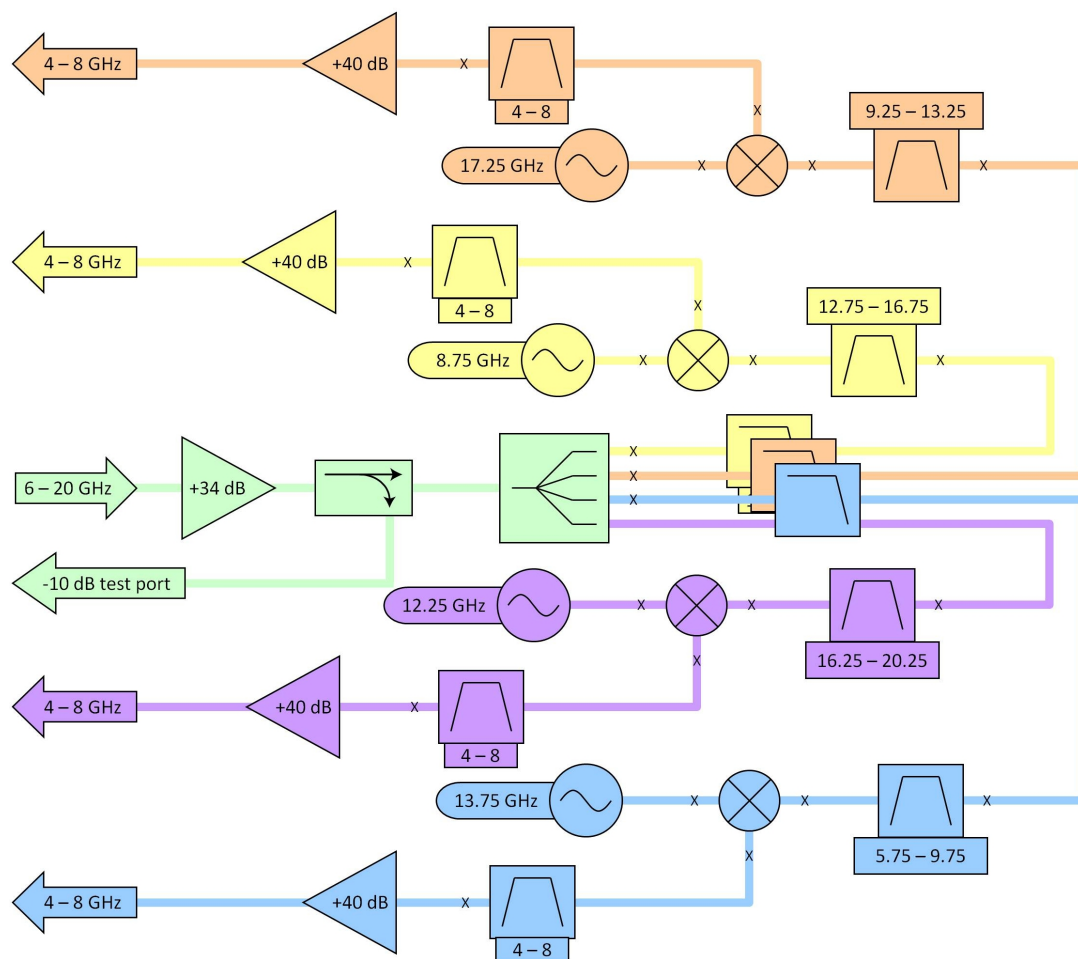 4 – 8 GHz
+40 dB
X
4 – 8
X
9.25 – 13.25
17.25 GHz
X
X
X
4 – 8 GHz
+40 dB
X
4 – 8
X
12.75 – 16.75
8.75 GHz
X
X
X
X
X
X
6 – 20 GHz
+34 dB
-10 dB test port
12.25 GHz
X
X
X
16.25 – 20.25
X
4 – 8 GHz
+40 dB
X
4 – 8
13.75 GHz
X
X
X
5.75 – 9.75
X
4 – 8 GHz
+40 dB
X
4 – 8